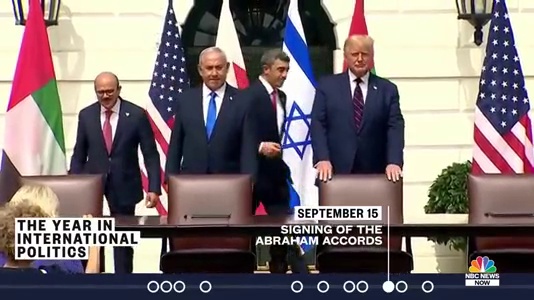 SEPTEMBER 15
SIGNING OF THE
ABRAHAM ACCORDS
THE YEAR IN
INTERNATIONAL
POLITICS
NBC NEWS
NOW